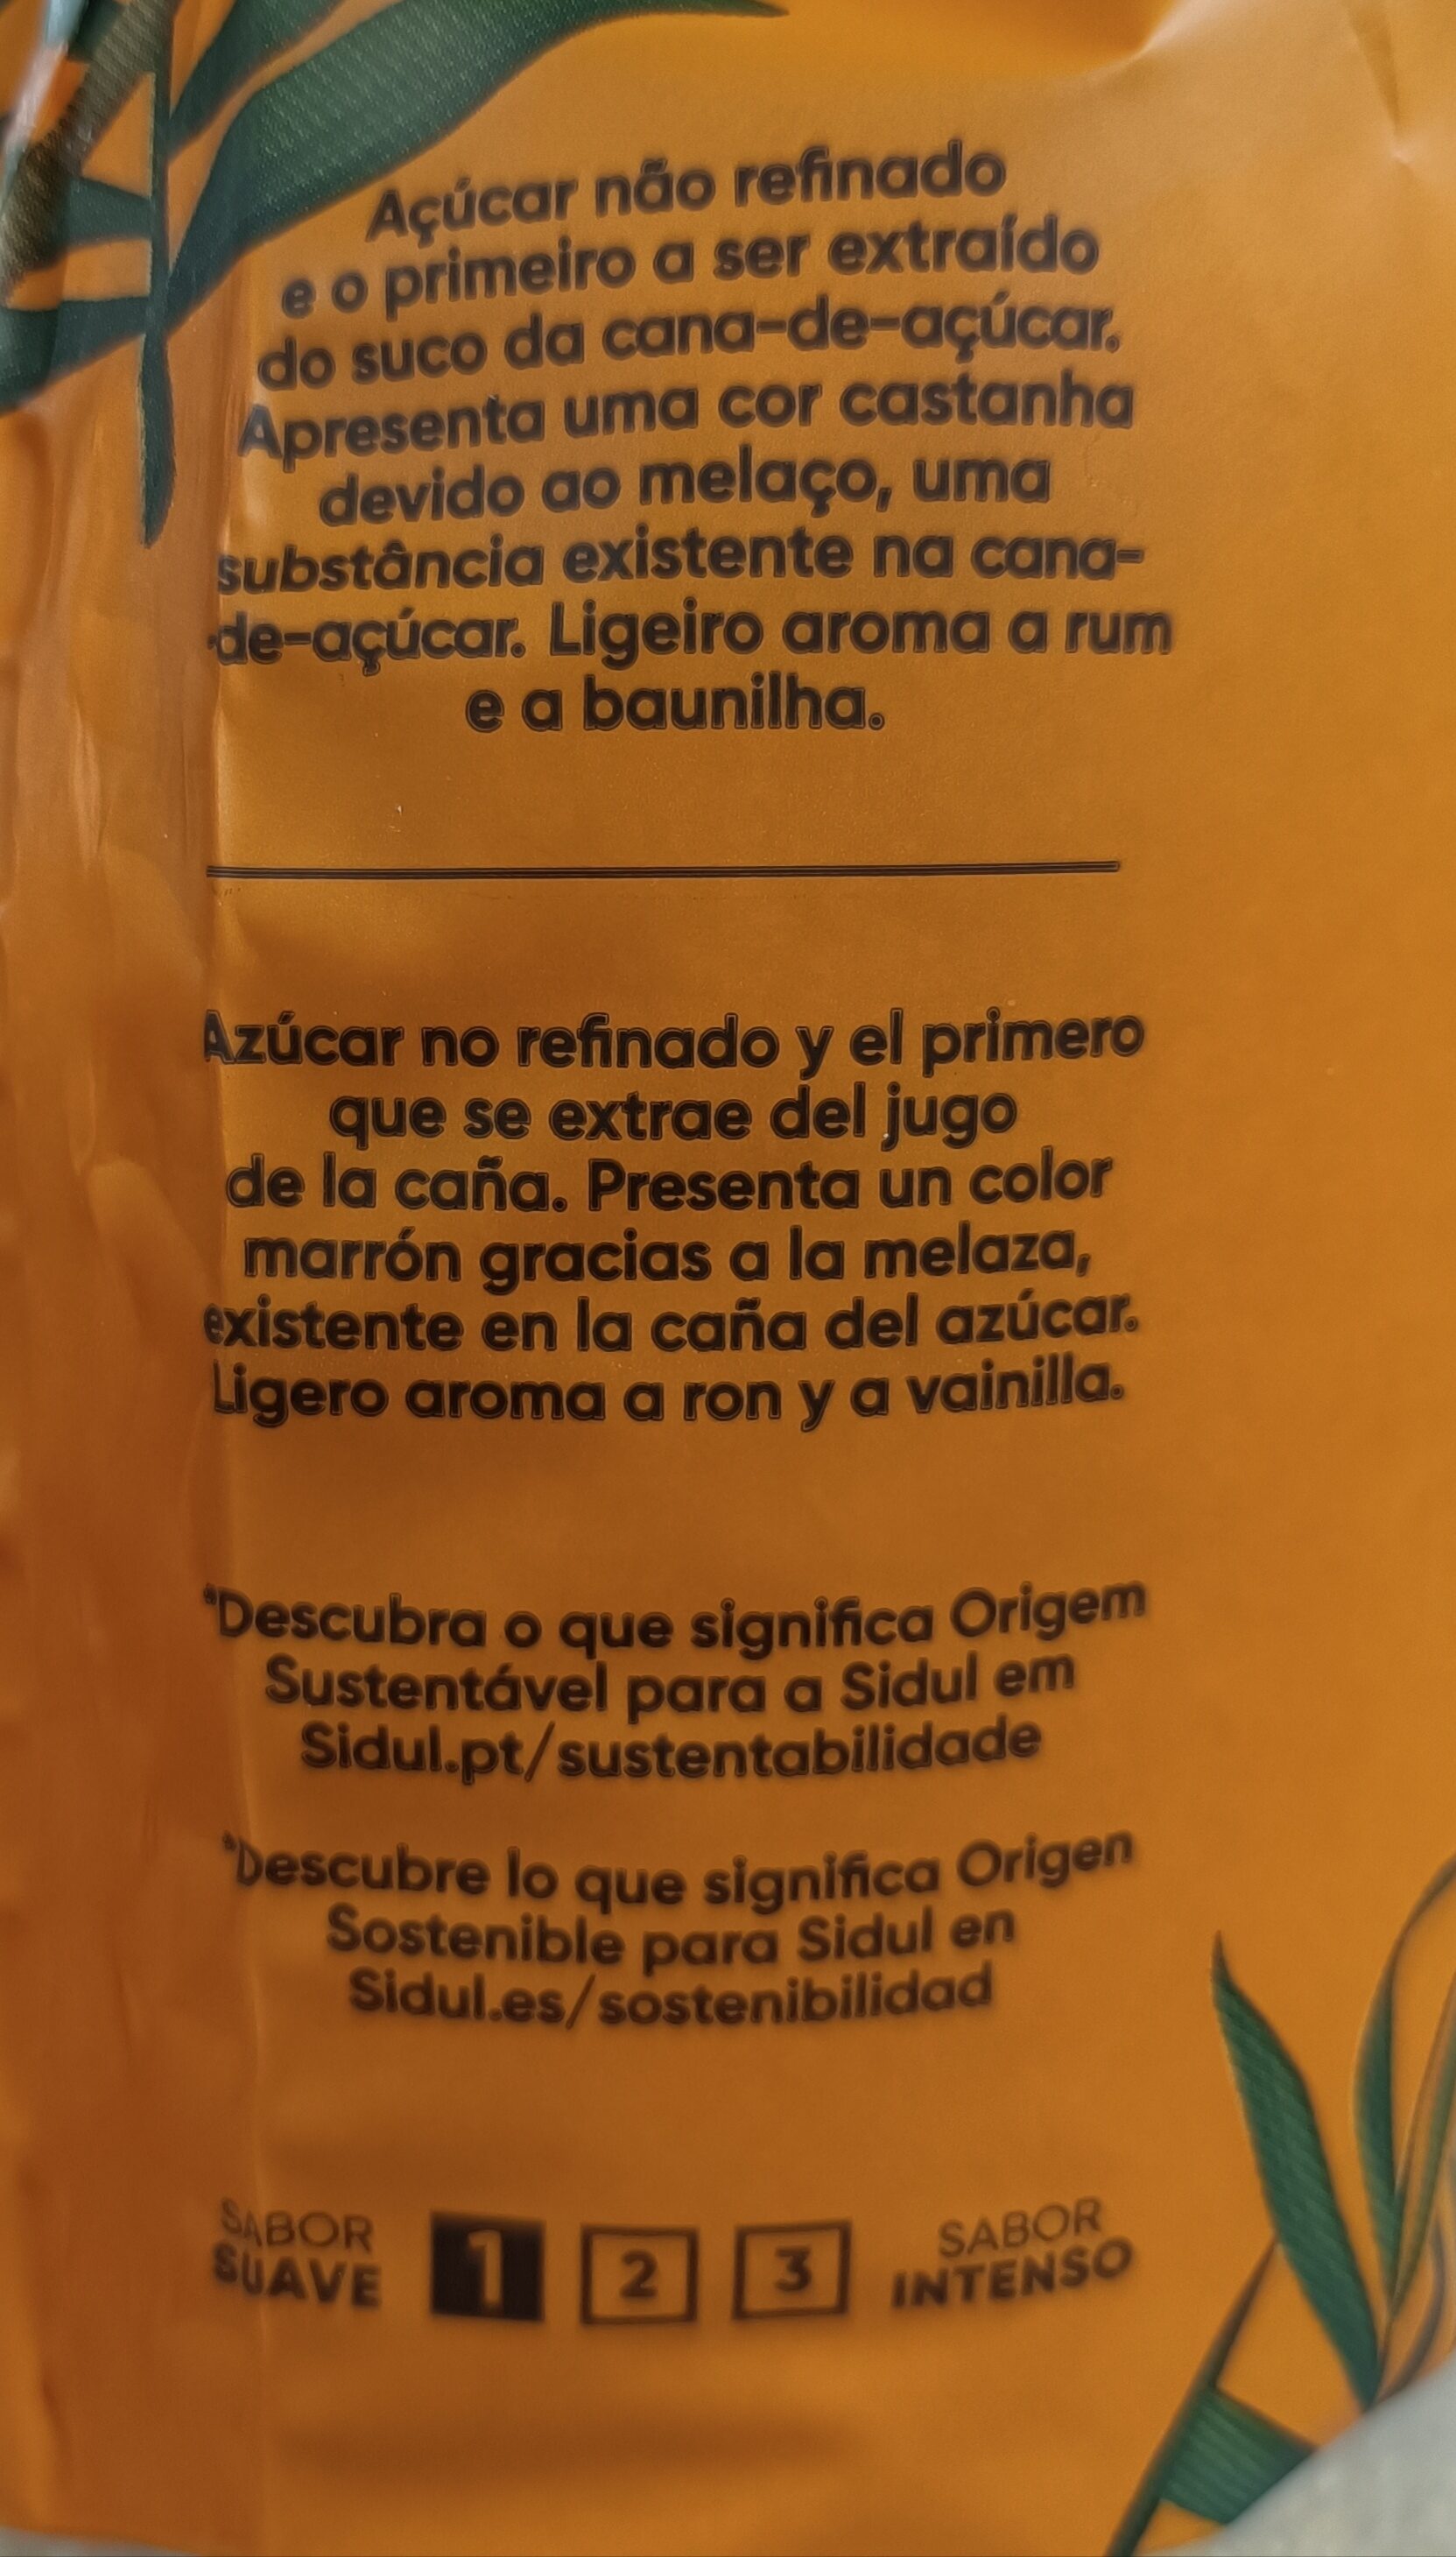 Açúcar não refinado
e o primeiro a ser extraído
do suco da cana-de-açúcar.
Apresenta uma cor castanha
devido ao melaço, uma
substância existente na cana-
-de-açúcar. Ligeiro aroma a rum
e a baunilha.
Azúcar no refinado y el primero
que se extrae del jugo
de la caña. Presenta un color
marrón gracias a la melaza,
existente en la caña del azúcar.
Ligero aroma a ron y a vainilla.
*Descubra o que significa Origem
Sustentável para a Sidul em
Sidul.pt/sustentabilidade
*Descubre lo que significa Origen
Sostenible para Sidul en
Sidul.es/sostenibilidad
SABOR
SUAVE 1 2 3 SABOR
INTENSO